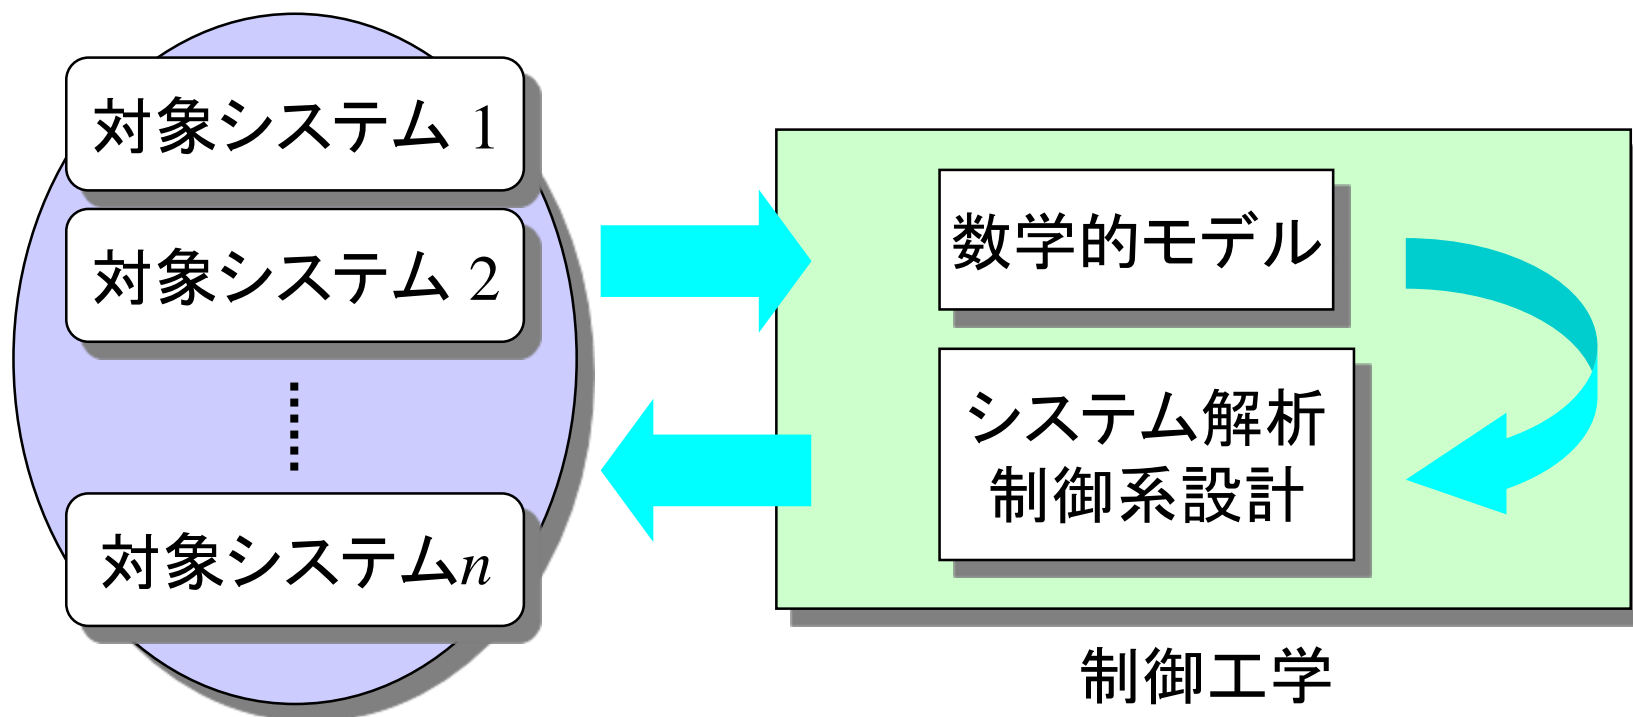 対象システム 1
対象システム 2
対象システムn
数学的モデル
システム解析
制御系設計
制御工学